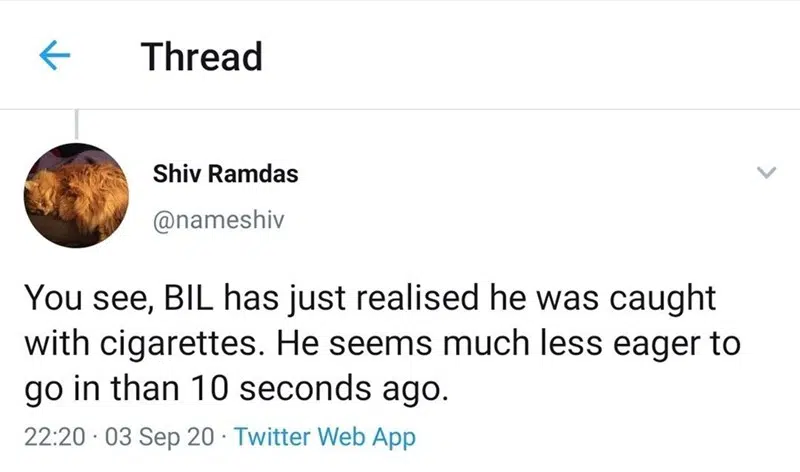 Thread
Shiv Ramdas
@nameshiv
You see, BIL has just realised he was caught
with cigarettes. He seems much less eager to
go in than 10 seconds ago.
22:20 · 03 Sep 20 · Twitter Web App